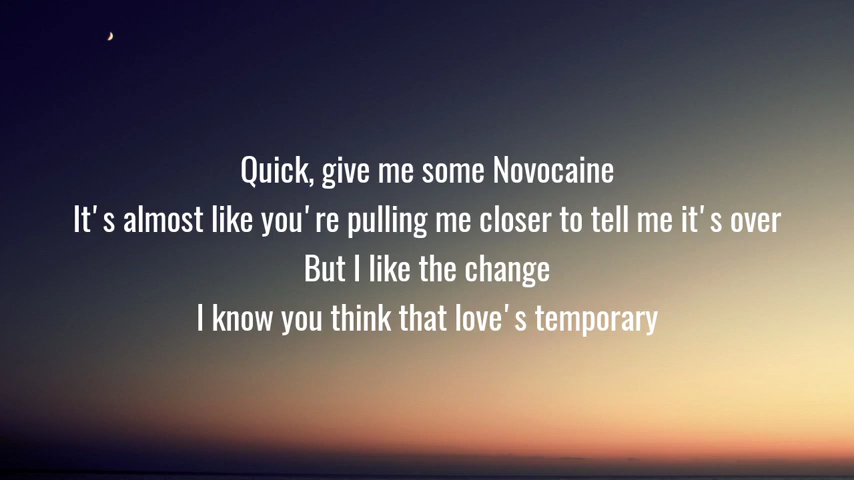 Quick, give me some Novocaine
It's almost like you're pulling me closer to tell me it's over
But I like the change
I know you think that love's temporary